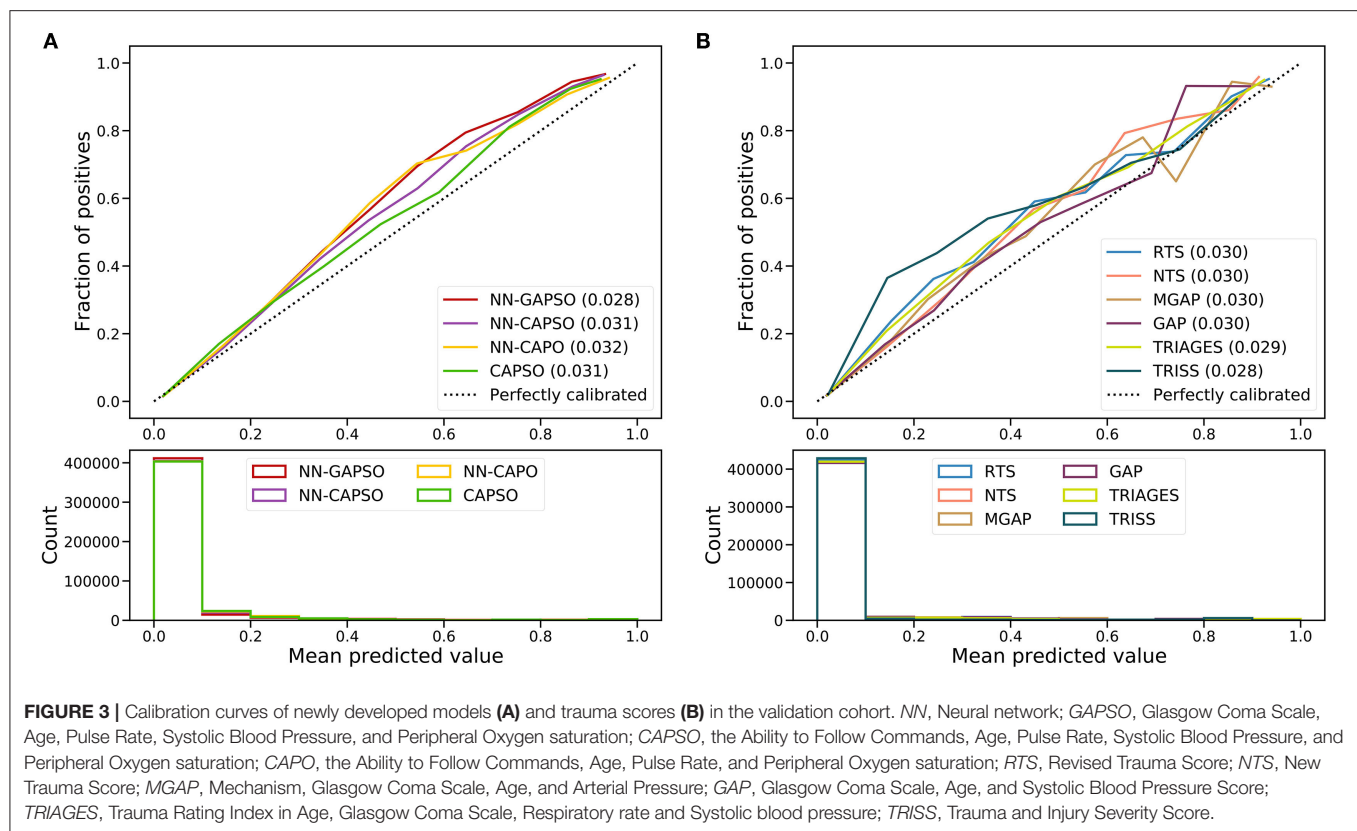 A
1.0
0.8
0.6
0.4
0.2
0.0
Fraction of positives
NN-GAPSO (0.028)
NN-CAPSO (0.031)
NN-CAPO (0.032)
CAPSO (0.031)
Perfectly calibrated
0.0 0.2 0.4 0.6 0.8 1.0
400000
300000
200000
100000
0
Count
NN-GAPSO
NN-CAPSO
NN-CAPO
CAPSO
0.0 0.2 0.4 0.6 0.8 1.0
Mean predicted value
B
1.0
0.8
0.6
0.4
0.2
0.0
Fraction of positives
RTS (0.030)
NTS (0.030)
MGAP (0.030)
GAP (0.030)
TRIAGES (0.029)
TRISS (0.028)
Perfectly calibrated
0.0 0.2 0.4 0.6 0.8 1.0
400000
300000
200000
100000
0
Count
RTS
NTS
MGAP
GAP
TRIAGES
TRISS
0.0 0.2 0.4 0.6 0.8 1.0
Mean predicted value
FIGURE 3 | Calibration curves of newly developed models (A) and trauma scores (B) in the validation cohort. NN, Neural network; GAPSO, Glasgow Coma Scale,
Age, Pulse Rate, Systolic Blood Pressure, and Peripheral Oxygen saturation; CAPSO, the Ability to Follow Commands, Age, Pulse Rate, Systolic Blood Pressure, and
Peripheral Oxygen saturation; CAPO, the Ability to Follow Commands, Age, Pulse Rate, and Peripheral Oxygen saturation; RTS, Revised Trauma Score; NTS, New
Trauma Score; MGAP, Mechanism, Glasgow Coma Scale, Age, and Arterial Pressure; GAP, Glasgow Coma Scale, Age, and Systolic Blood Pressure Score;
TRIAGES, Trauma Rating Index in Age, Glasgow Coma Scale, Respiratory rate and Systolic blood pressure; TRISS, Trauma and Injury Severity Score.